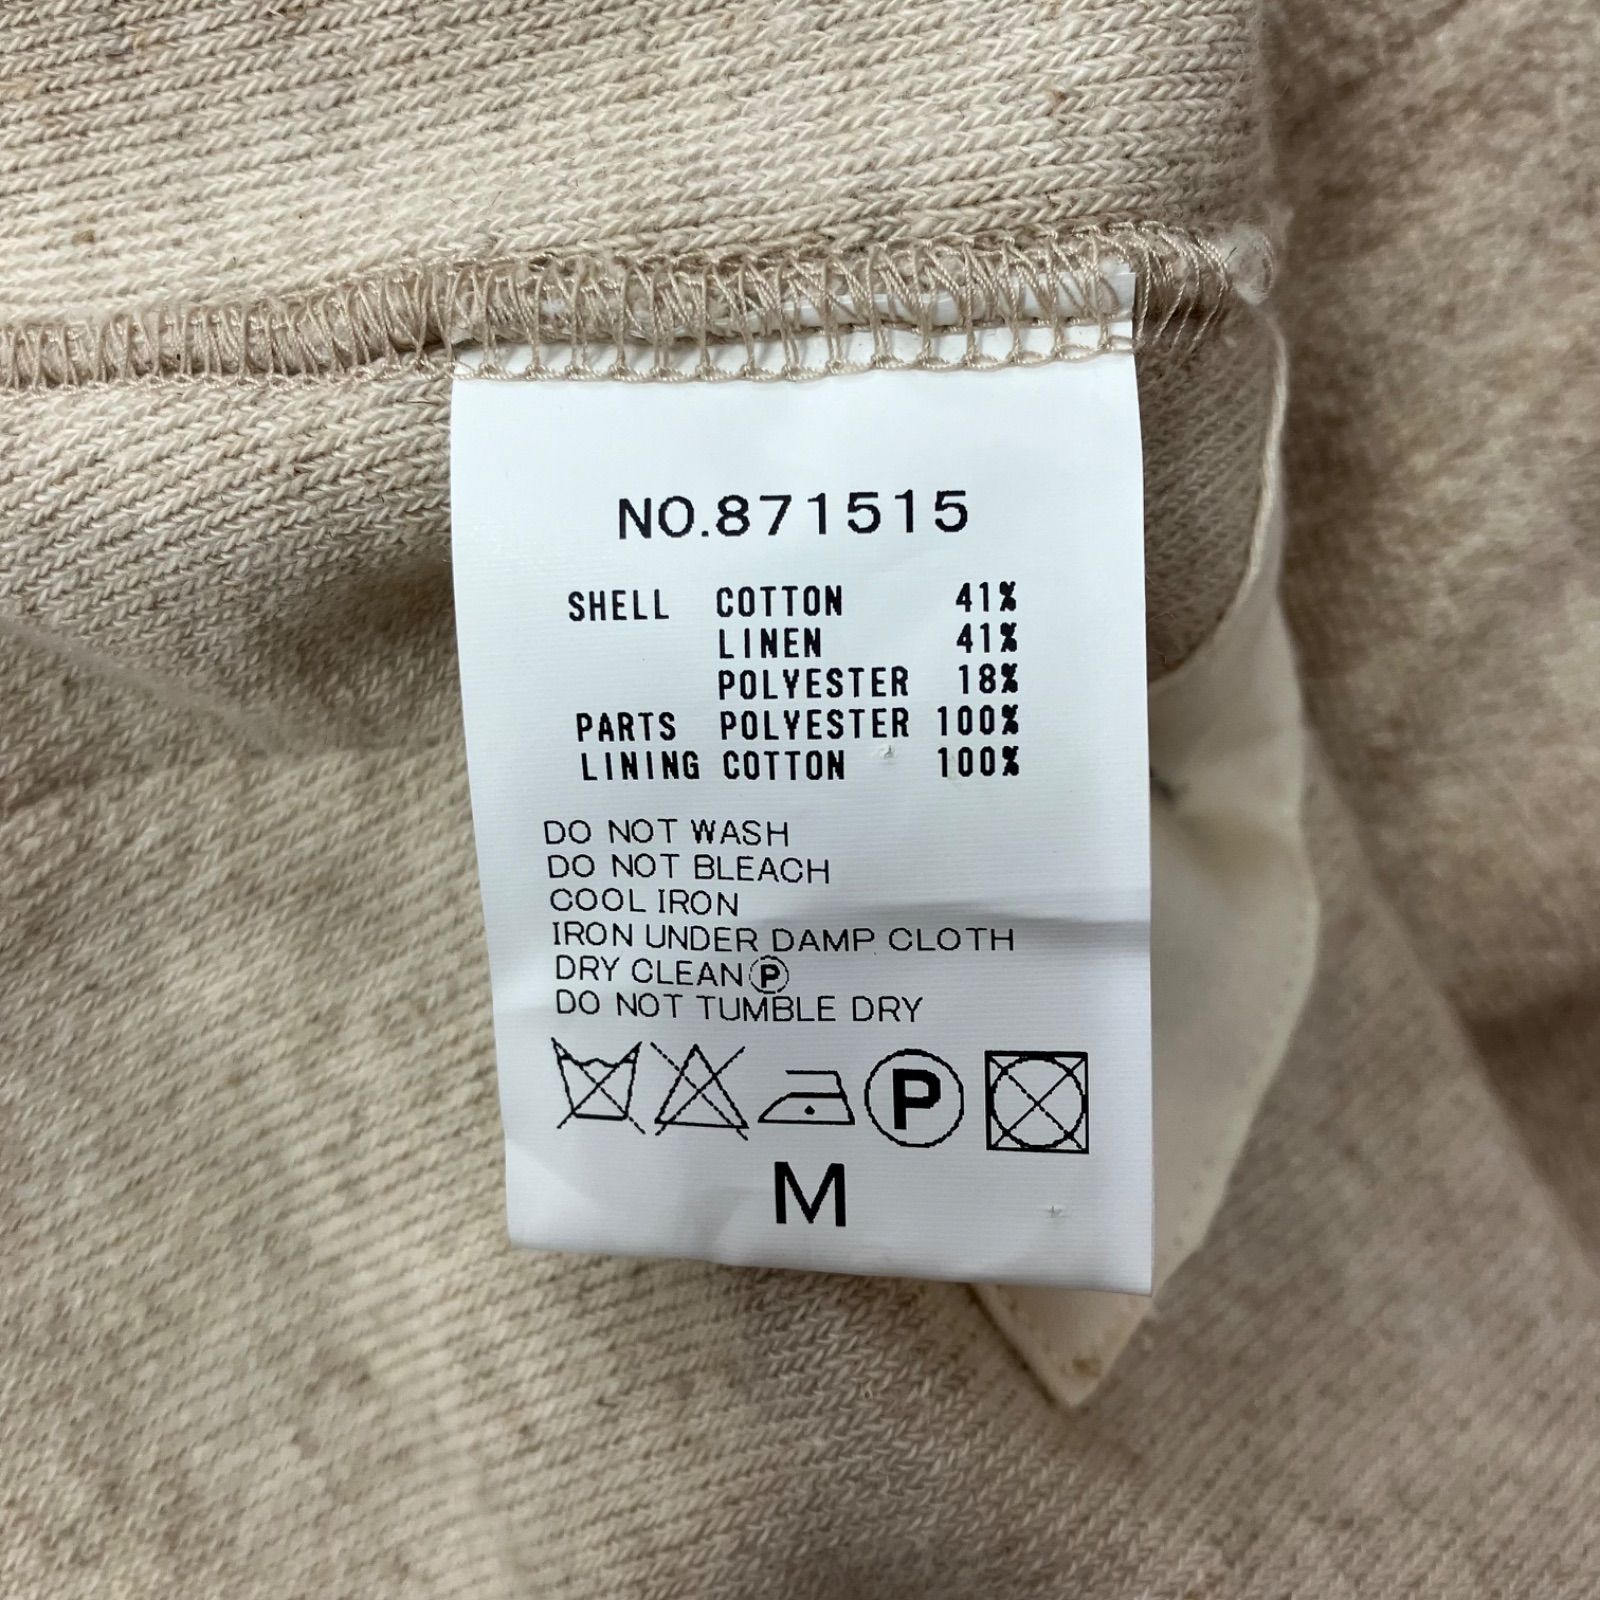 NO.871515
SHELL COTTON 41%
LINEN 41%
POLYESTER 18%
PARTS POLYESTER 100%
LINING COTTON 100%
DO NOT WASH
DO NOT BLEACH
COOL IRON
IRON UNDER DAMP CLOTH
DRY CLEAN Ⓟ
DO NOT TUMBLE DRY
P
M